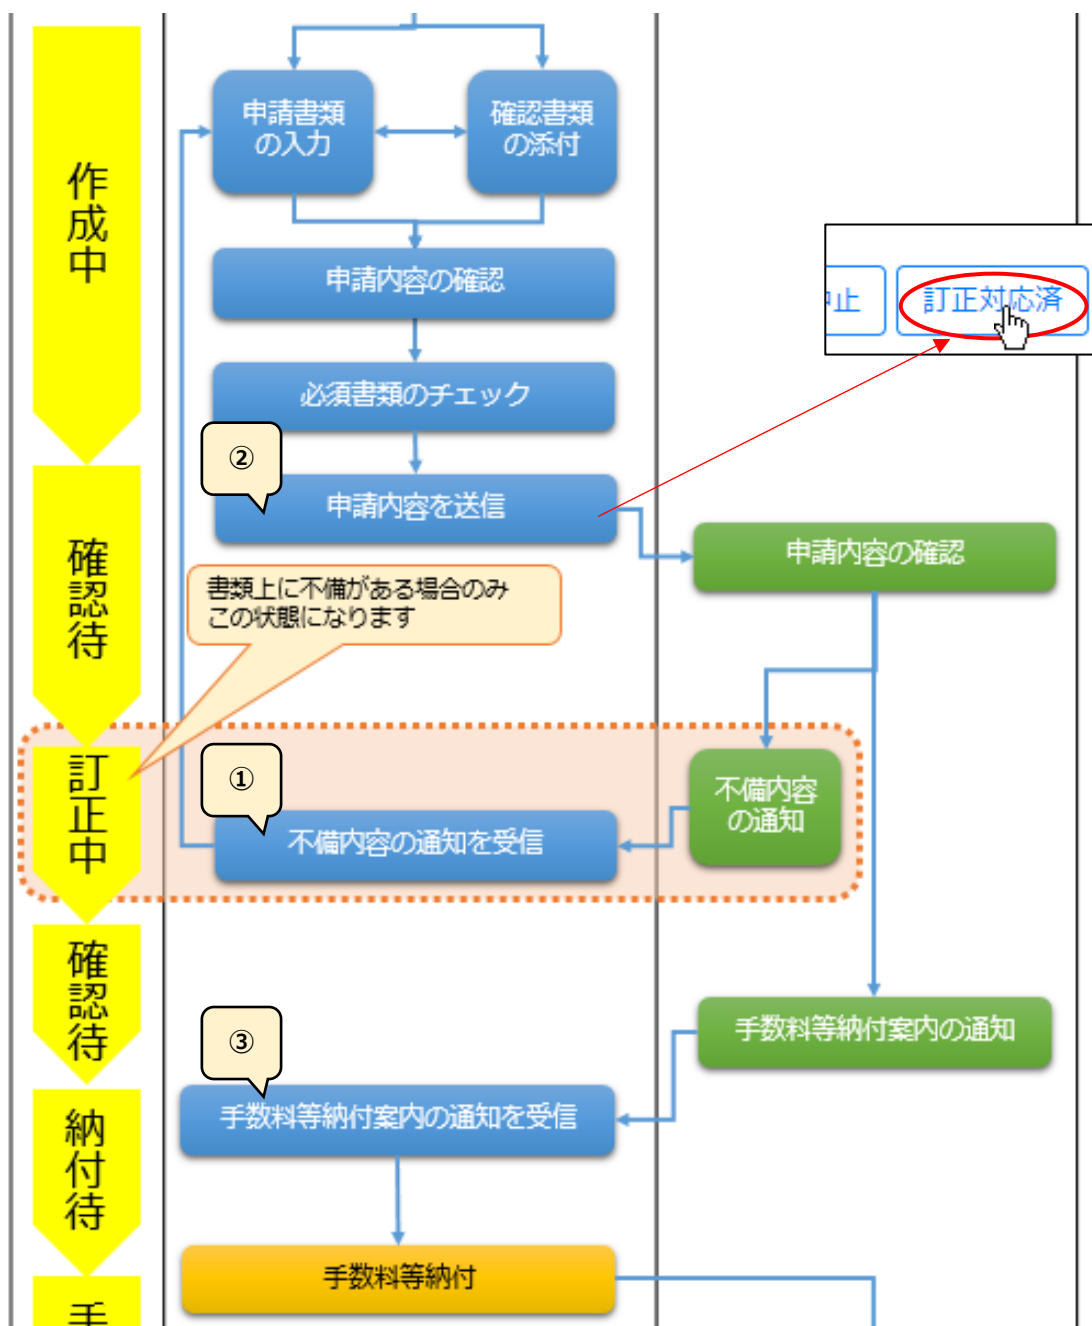 作成中
申請書類
の入力
確認書類
の添付
申請内容の確認
中止
訂正対応済
必須書類のチェック
②
申請内容を送信
確認待
申請内容の確認
書類上に不備がある場合のみ
この状態になります
訂正中
①
不備内容
の通知
不備内容の通知を受信
確認待
手数料等納付案内の通知
③
手数料等納付案内の通知を受信
納付待
手数料等納付
手